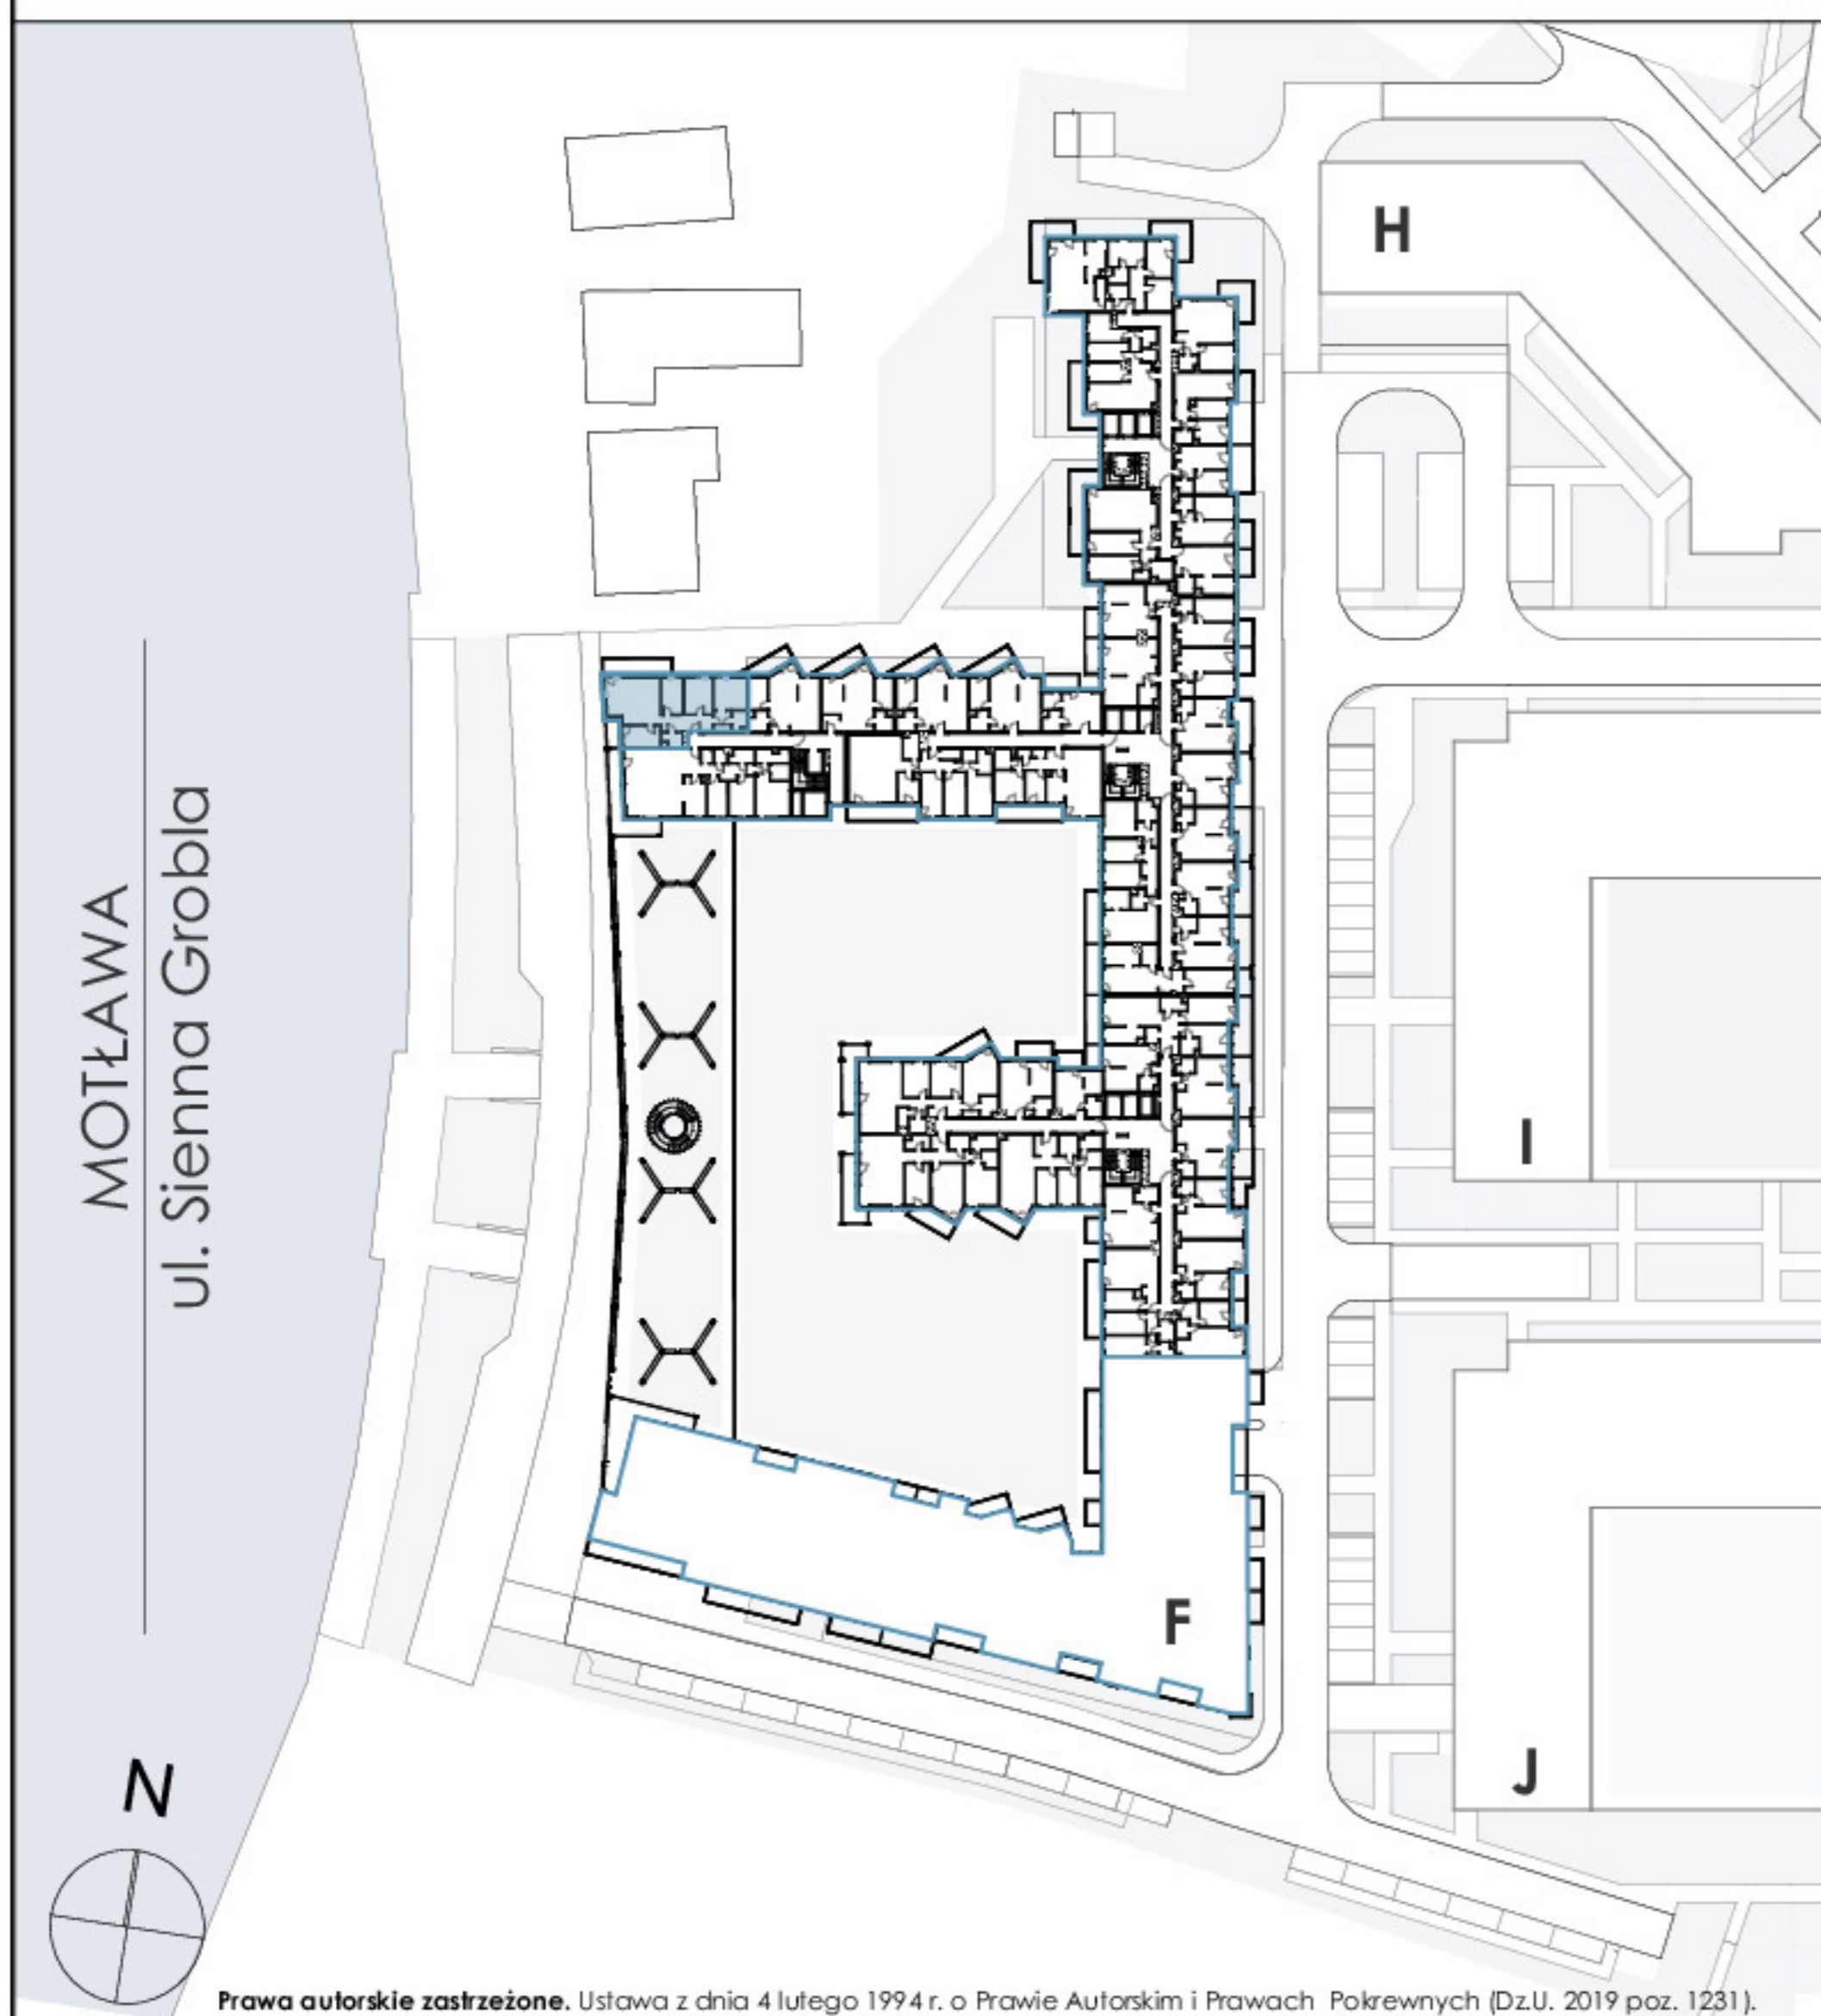 H
MOTŁAWA
ul. Sienna Grobla
I
F
J
N
Prawa autorskie zastrzeżone. Ustawa z dnia 4 lutego 1994 r. o Prawie Autorskim i Prawach Pokrewnych (Dz.U. 2019 poz. 1231).